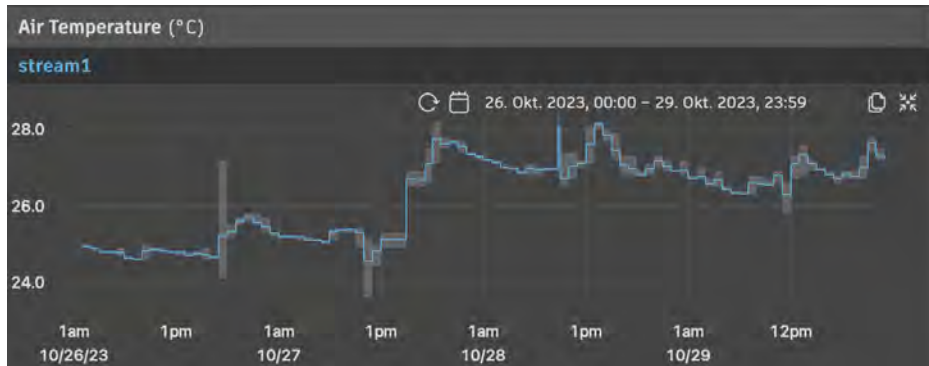 Air Temperature (°C)
stream1
26. Okt. 2023, 00:00 – 29. Okt. 2023, 23:59
28.0
26.0
24.0
1am 1pm 1am 1pm 1am 1pm 1am 12pm
10/26/23 10/27 10/28 10/29